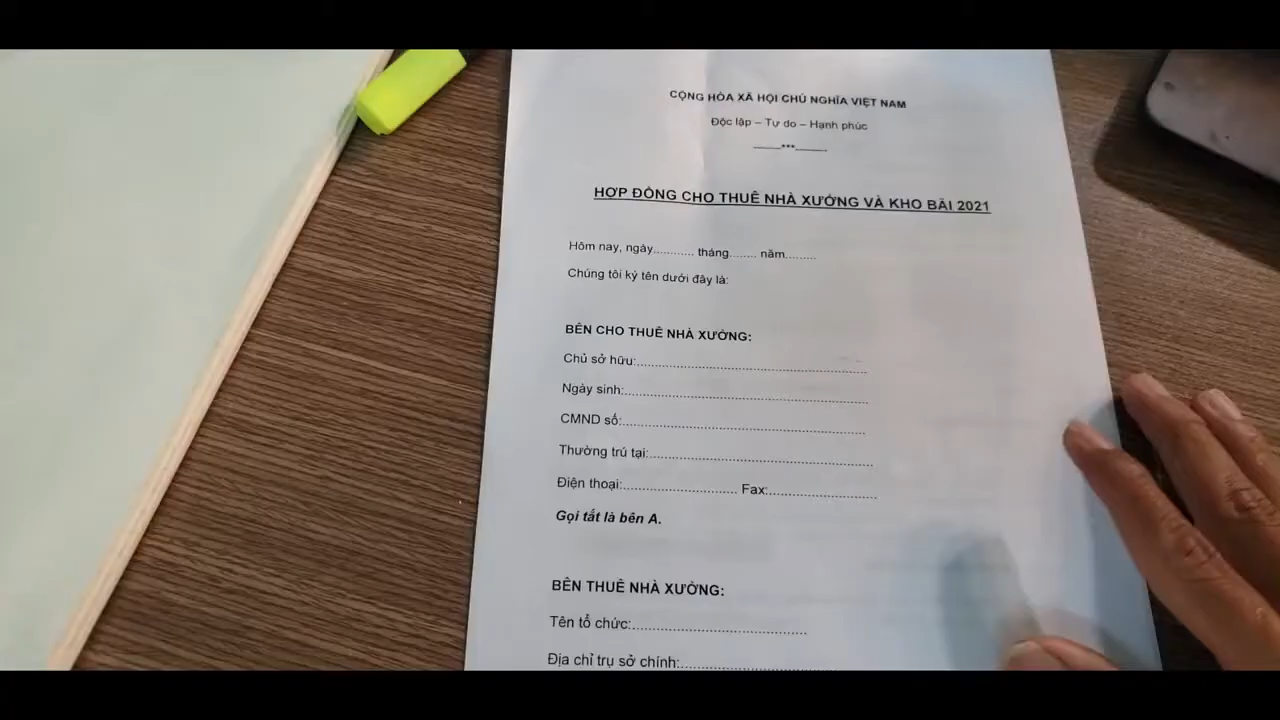 CỘNG HÒA XÃ HỘI CHỦ NGHĨA VIỆT NAM
Độc lập – Tự do – Hạnh phúc
_____***______
HỢP ĐỒNG CHO THUÊ NHÀ XƯỞNG VÀ KHO BÃI 2021
Hôm nay, ngày........... tháng........ năm.........
Chúng tôi ký tên dưới đây là:
BÊN CHO THUÊ NHÀ XƯỞNG:
Chủ sở hữu:................................................................
Ngày sinh:....................................................................
CMND số:....................................................................
Thường trú tại:..............................................................
Điện thoại:............................... Fax:.............................
Gọi tắt là bên A.
BÊN THUÊ NHÀ XƯỞNG:
Tên tổ chức:.............................................
Địa chỉ trụ sở chính:........................................